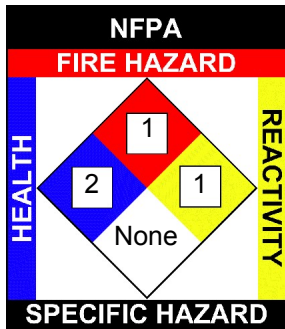 NFPA
FIRE HAZARD
1
HEALTH
2
1
REACTIVITY
None
SPECIFIC HAZARD